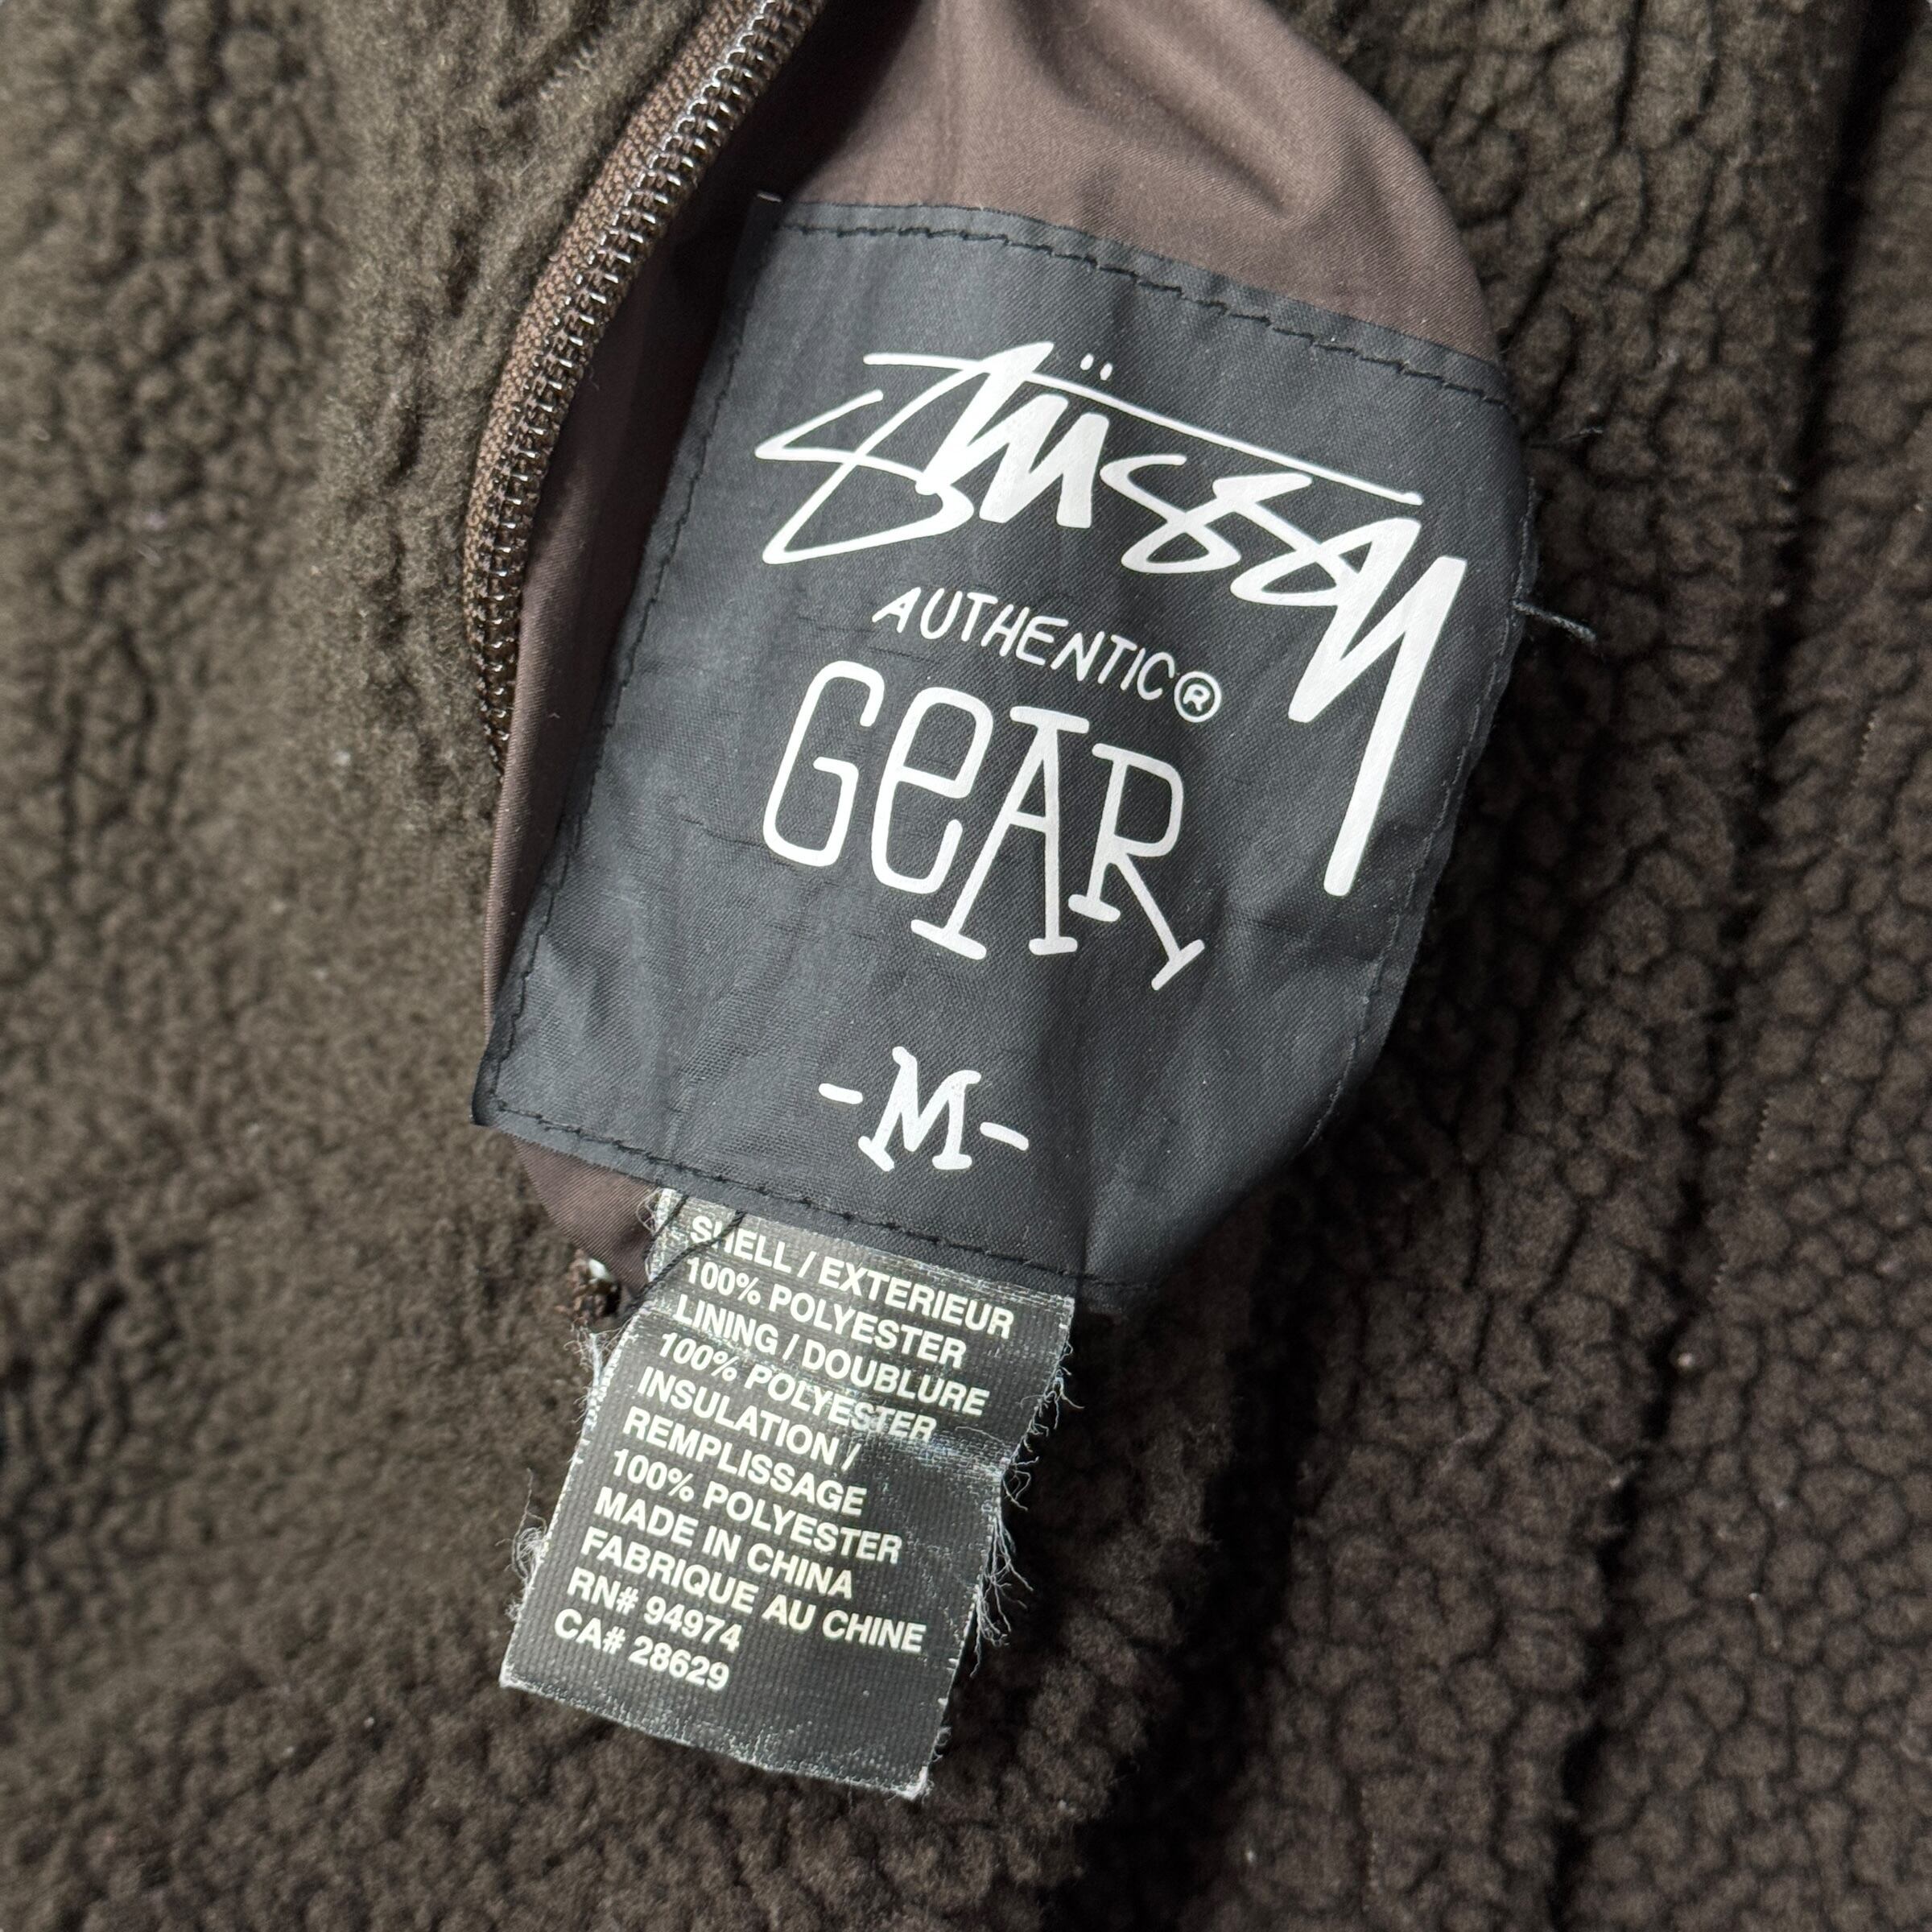 Stüssy
AUTHENTIC®
GeAR
-M-
SHELL / EXTERIEUR
100% POLYESTER
LINING / DOUBLURE
100% POLYESTER
INSULATION /
REMPLISSAGE
100% POLYESTER
MADE IN CHINA
FABRIQUE AU CHINE
RN# 94974
CA# 28629